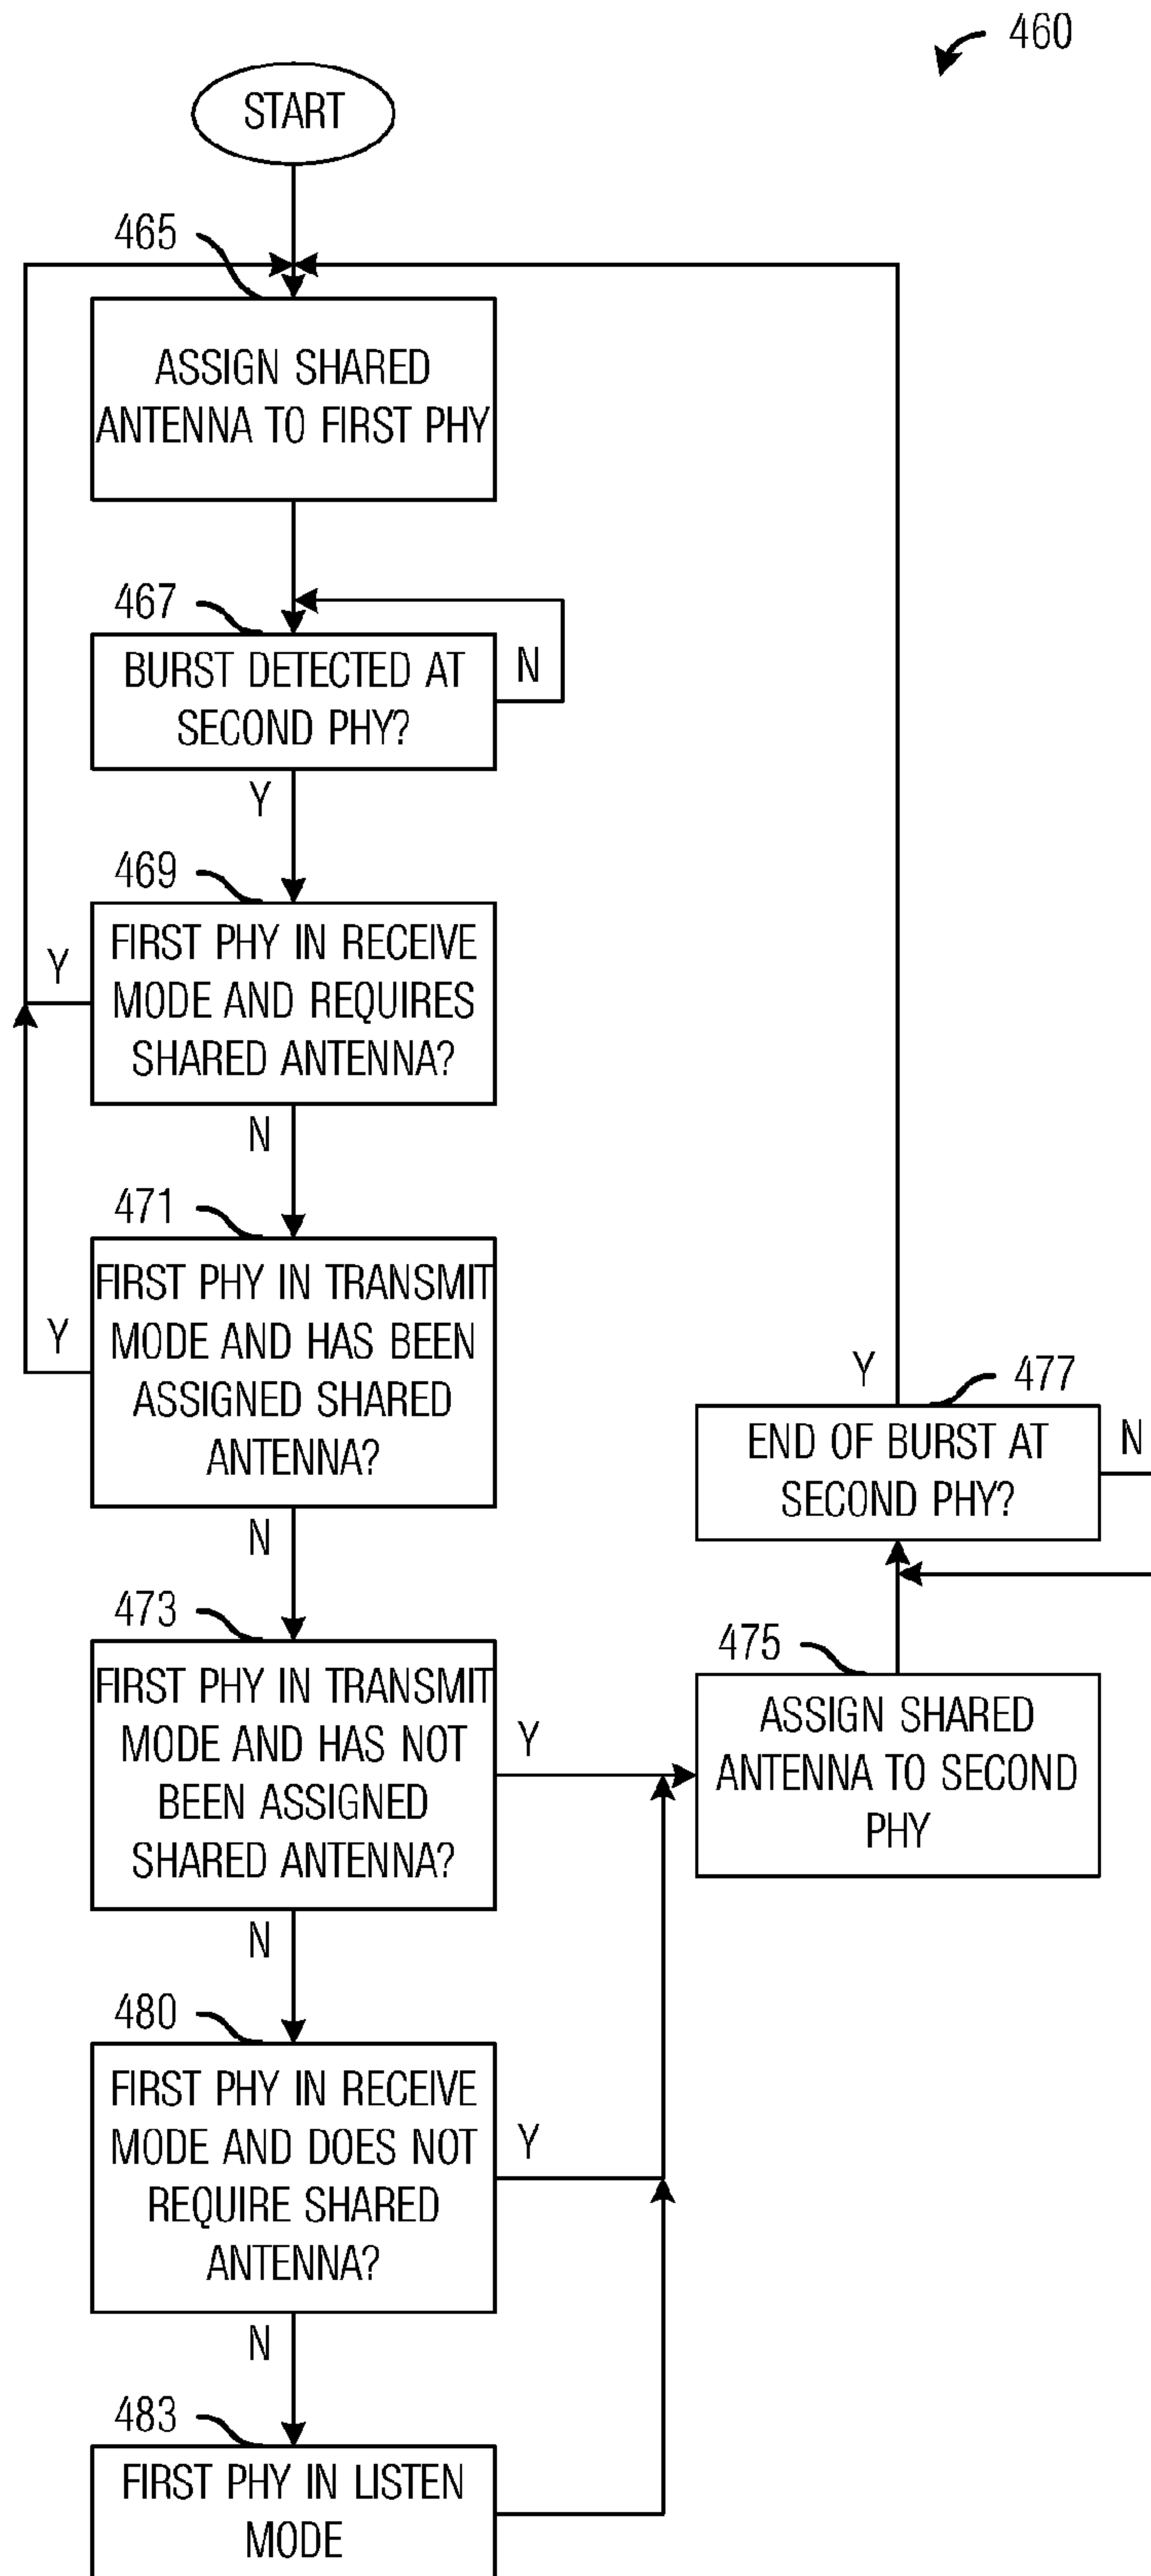 460
START
465
ASSIGN SHARED
ANTENNA TO FIRST PHY
467
BURST DETECTED AT
SECOND PHY?
N
Y
469
FIRST PHY IN RECEIVE
MODE AND REQUIRES
SHARED ANTENNA?
Y
N
471
FIRST PHY IN TRANSMIT
MODE AND HAS BEEN
ASSIGNED SHARED
ANTENNA?
Y
N
473
FIRST PHY IN TRANSMIT
MODE AND HAS NOT
BEEN ASSIGNED
SHARED ANTENNA?
Y
N
480
FIRST PHY IN RECEIVE
MODE AND DOES NOT
REQUIRE SHARED
ANTENNA?
Y
N
483
FIRST PHY IN LISTEN
MODE
475
ASSIGN SHARED
ANTENNA TO SECOND
PHY
477
END OF BURST AT
SECOND PHY?
Y
N